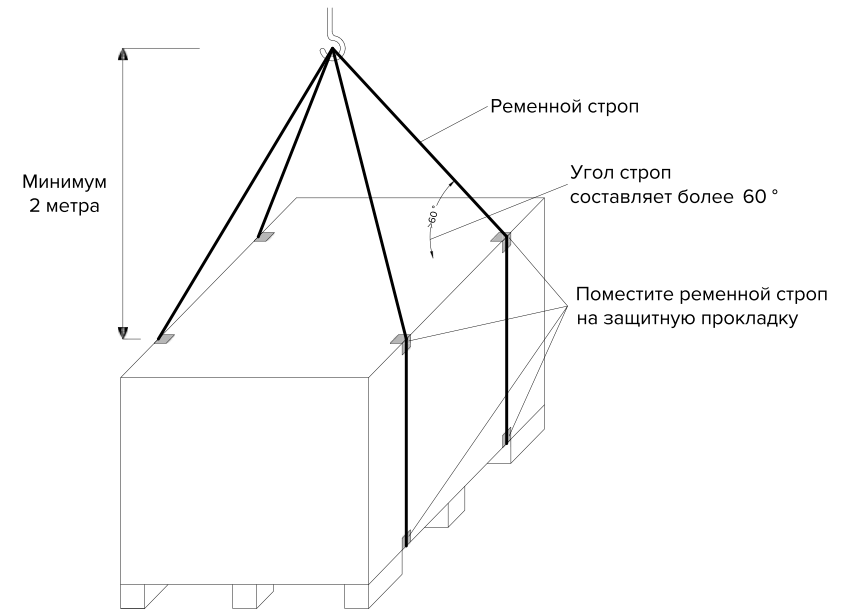 Ременной строп
Угол строп
составляет более 60 °
Минимум
2 метра
>60 °
Поместите ременной строп
на защитную прокладку